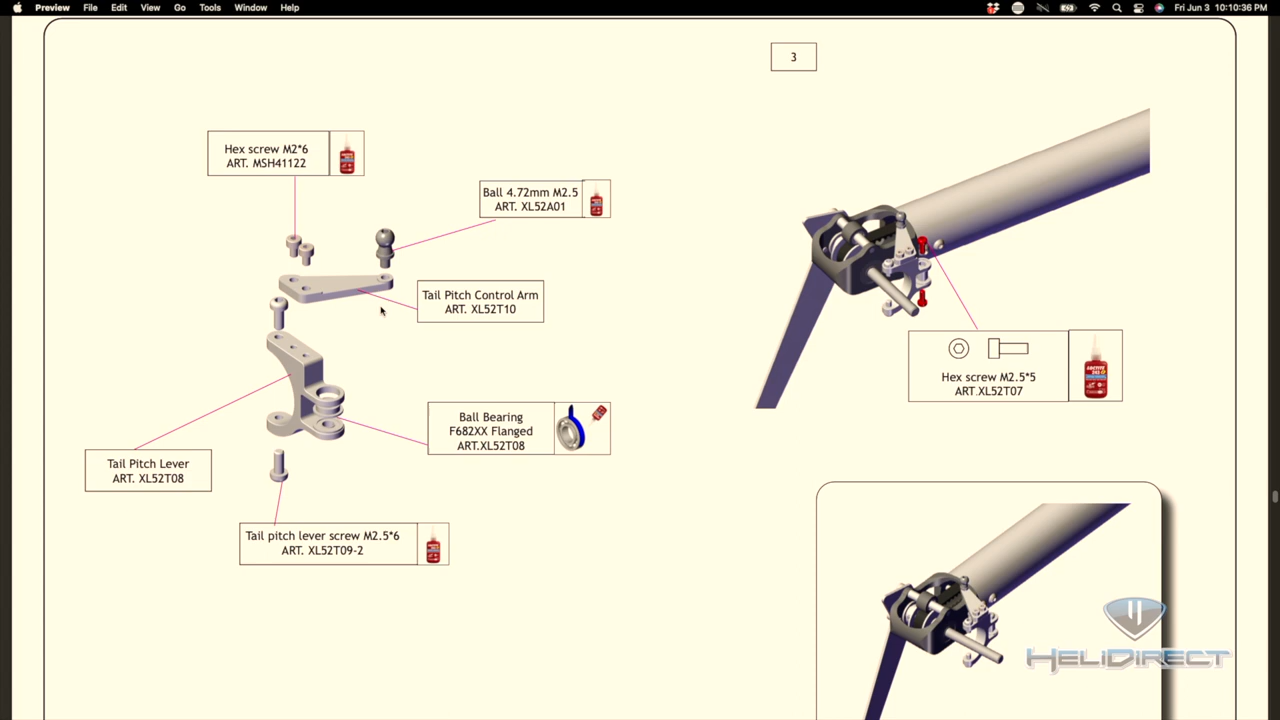 Preview File Edit View Go Tools Window Help
Fri Jun 3 10:10:36 PM
3
Hex screw M2*6
ART. MSH41122
Ball 4.72mm M2.5
ART. XL52A01
Tail Pitch Control Arm
ART. XL52T10
Hex screw M2.5*5
ART.XL52T07
Ball Bearing
F682XX Flanged
ART.XL52T08
Tail Pitch Lever
ART. XL52T08
Tail pitch lever screw M2.5*6
ART. XL52T09-2
HELIDIRECT